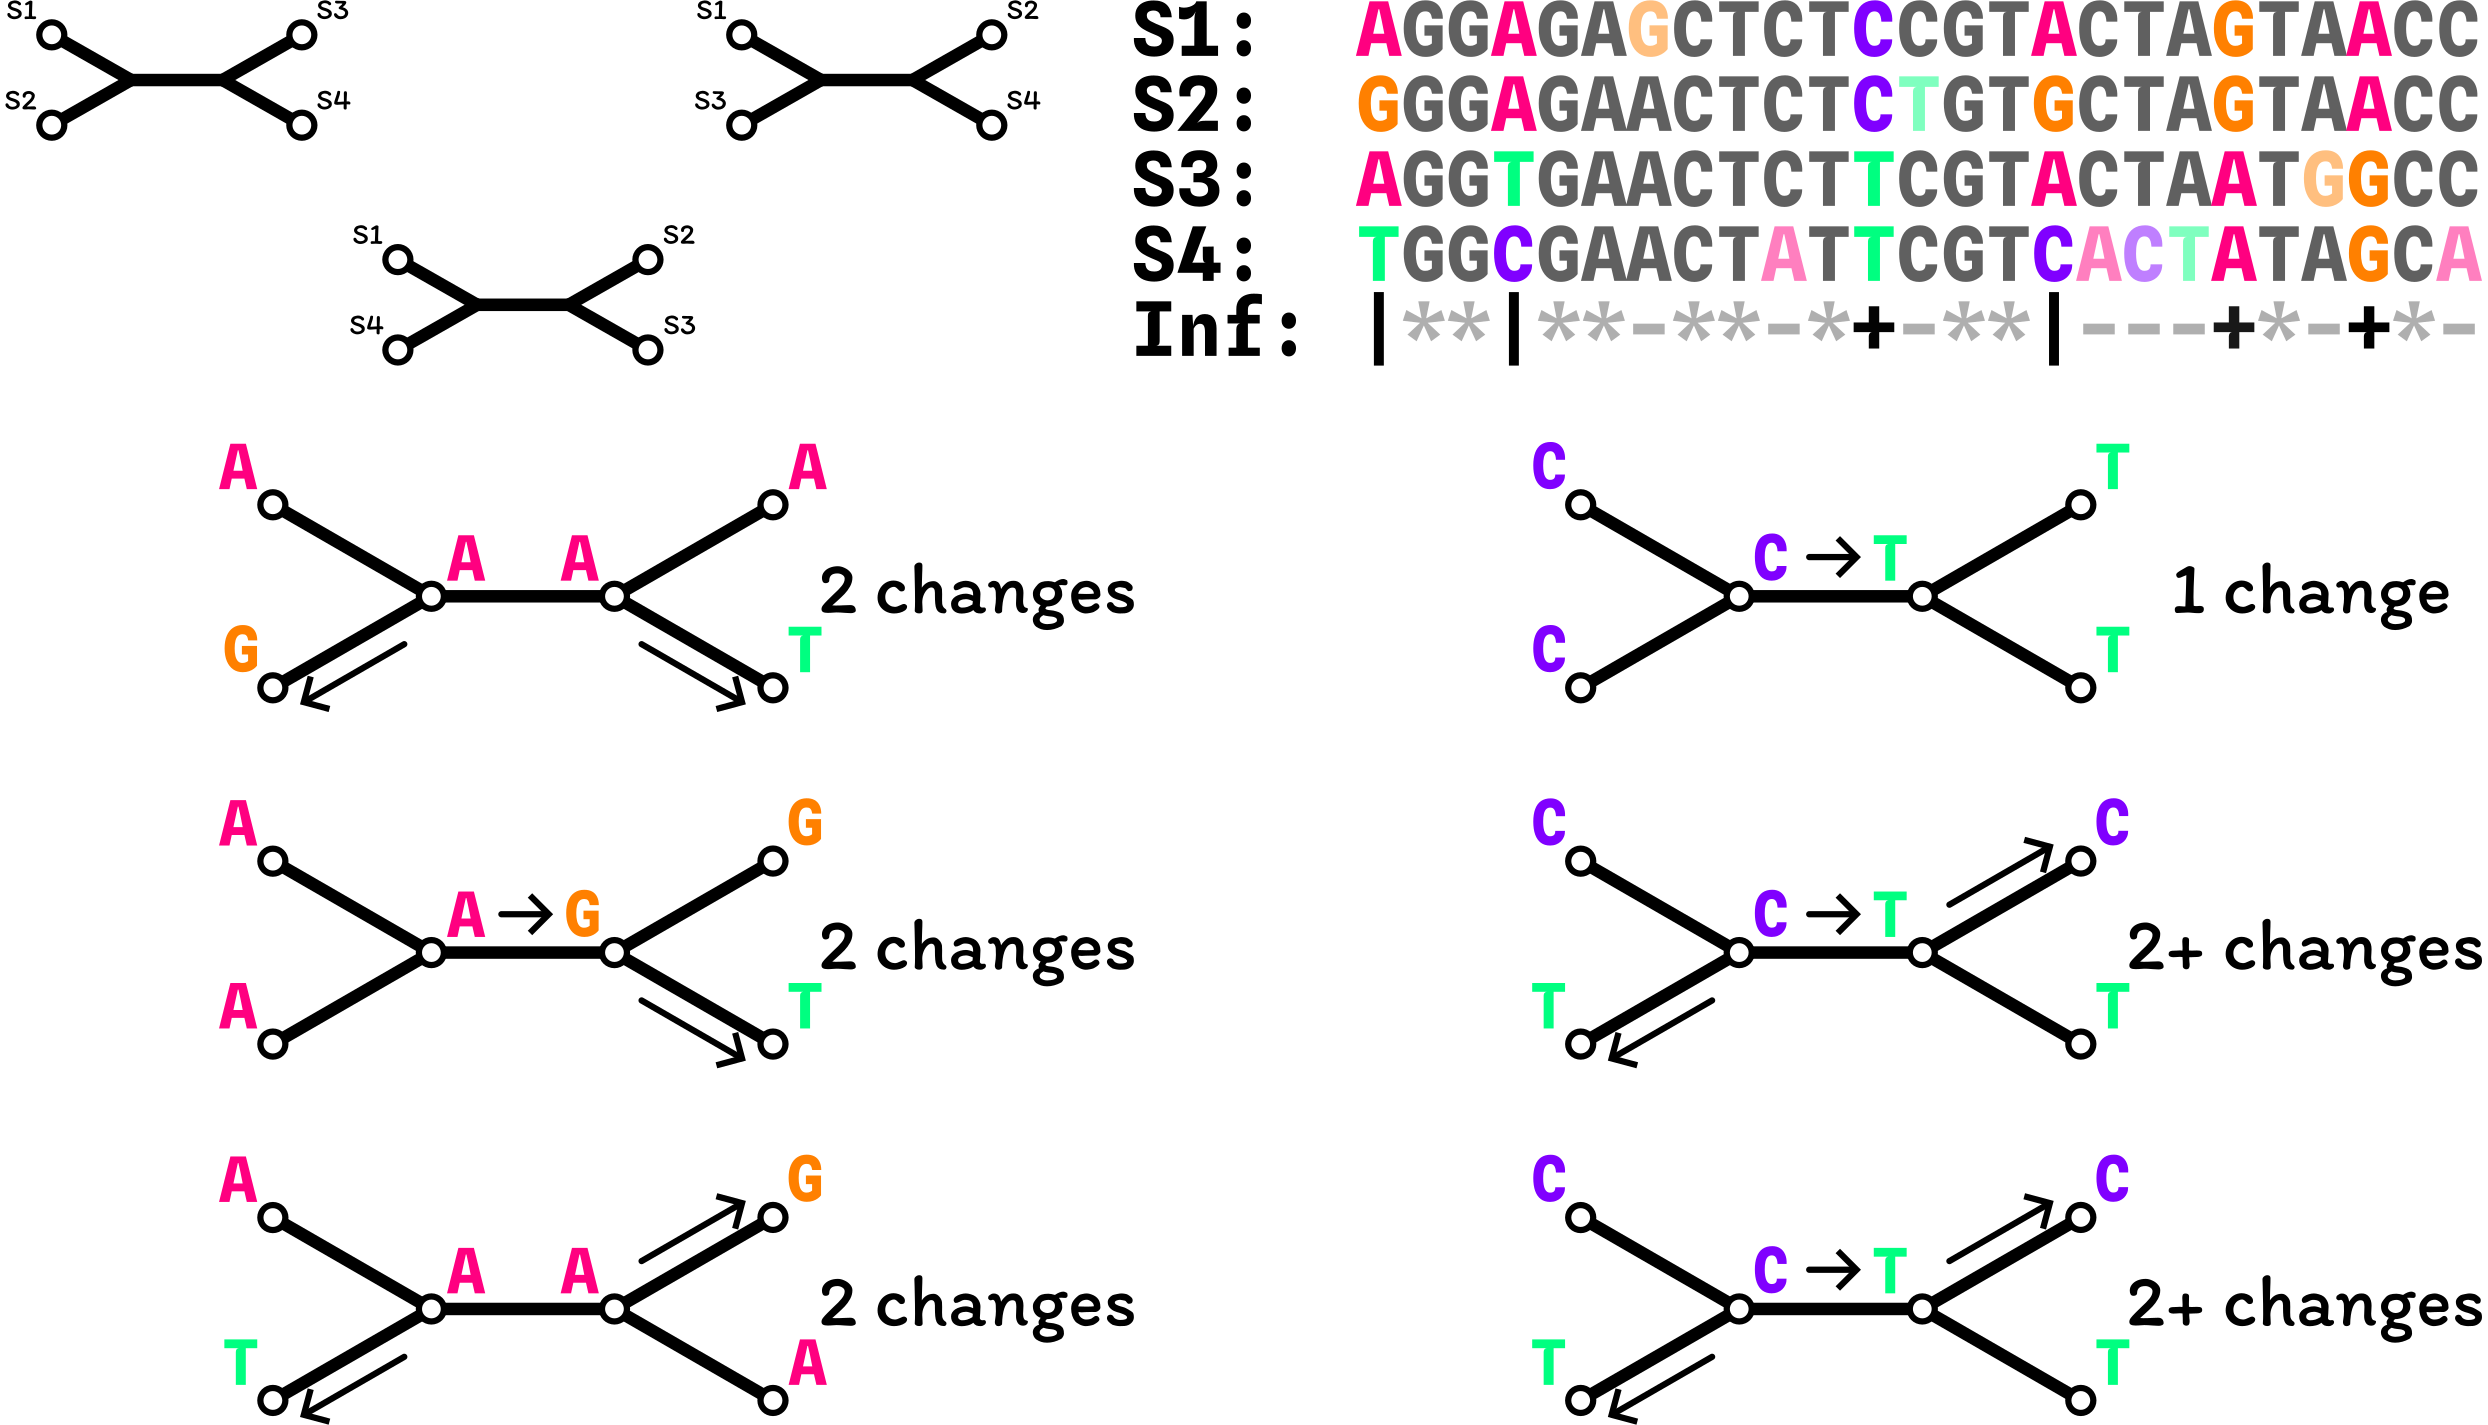 S1 S3
S2 S4
S1 S2
S3 S4
S1 S2
S4 S3
S1: AGGAGAGCTCTCCGTACTAGTAACC
S2: GGGAGAACTCTCTGTGCTAGTAACC
S3: AGGTGAACTCTTCGTACTAATGGCC
S4: TGGCGAACTATTCGTCACTATAGCA
Inf: |**|**-**-*+-**|---+*-+*-
A A
A A
2 changes
G T
C T
C → T
1 change
C T
A G
A → G
2 changes
A T
C C
C → T
2+ changes
T T
A G
A A
2 changes
T A
C C
C → T
2+ changes
T T